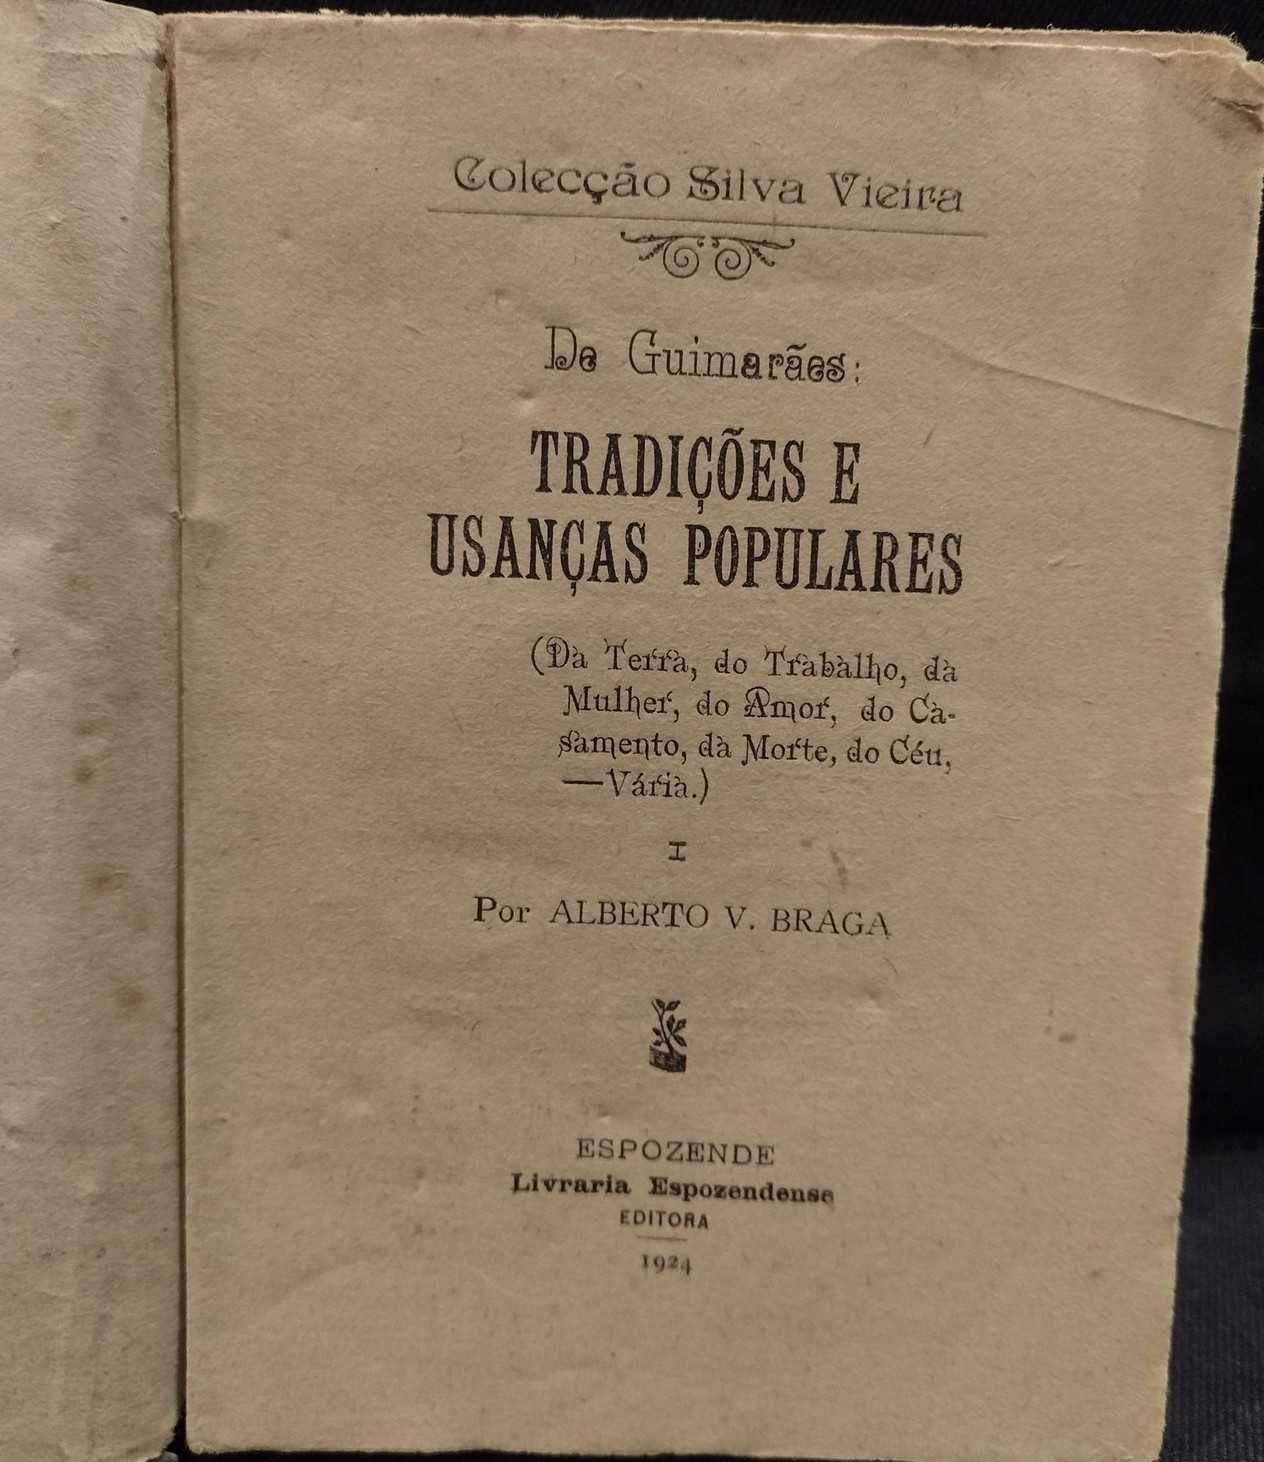 Colecção Silva Vieira
De Guimarães:
TRADIÇÕES E
USANÇAS POPULARES
(Da Terra, do Trabalho, da
Mulher, do Amor, do Ca-
samento, da Morte, do Céu,
—Vária.)
I
Por ALBERTO V. BRAGA
ESPOZENDE
Livraria Espozendense
EDITORA
1924